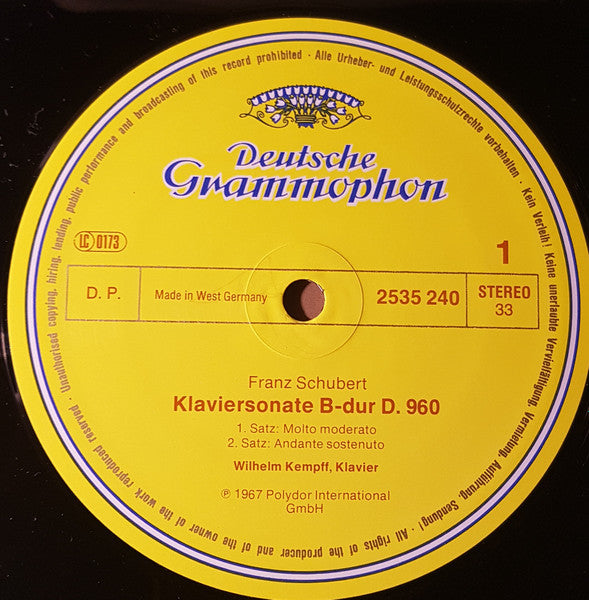 Unauthorised copying, hiring, lending, public performance and broadcasting of this record prohibited · Alle Urheber- und Leistungsschutzrechte vorbehalten · Kein Verleih! Keine unerlaubte Vervielfältigung, Vermietung, Aufführung, Sendung! · All rights of the producer and of the owner of the work reproduced reserved ·
Deutsche
Grammophon
LC 0173
1
D. P.
Made in West Germany
2535 240
STEREO
33
Franz Schubert
Klaviersonate B-dur D. 960
1. Satz: Molto moderato
2. Satz: Andante sostenuto
Wilhelm Kempff, Klavier
℗ 1967 Polydor International
GmbH